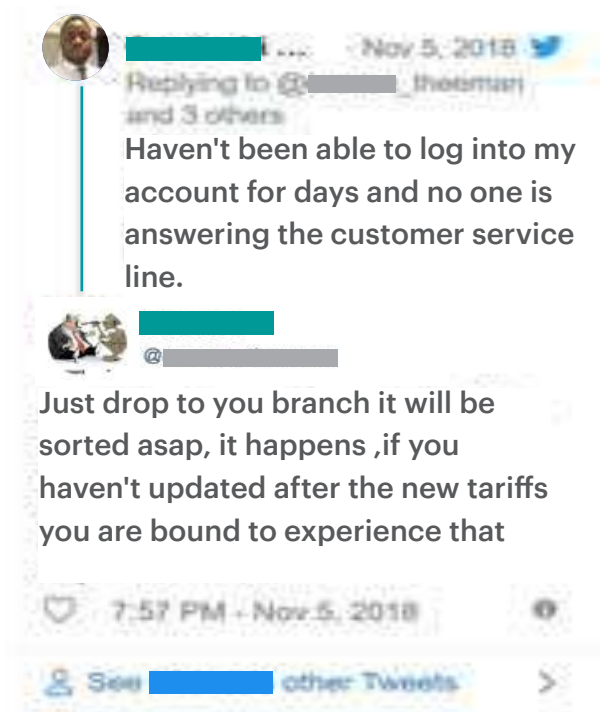 ... · Nov 5, 2018
Replying to @ _theeman
and 3 others
Haven't been able to log into my
account for days and no one is
answering the customer service
line.
@
Just drop to you branch it will be
sorted asap, it happens ,if you
haven't updated after the new tariffs
you are bound to experience that
7:57 PM - Nov 5, 2018
See other Tweets